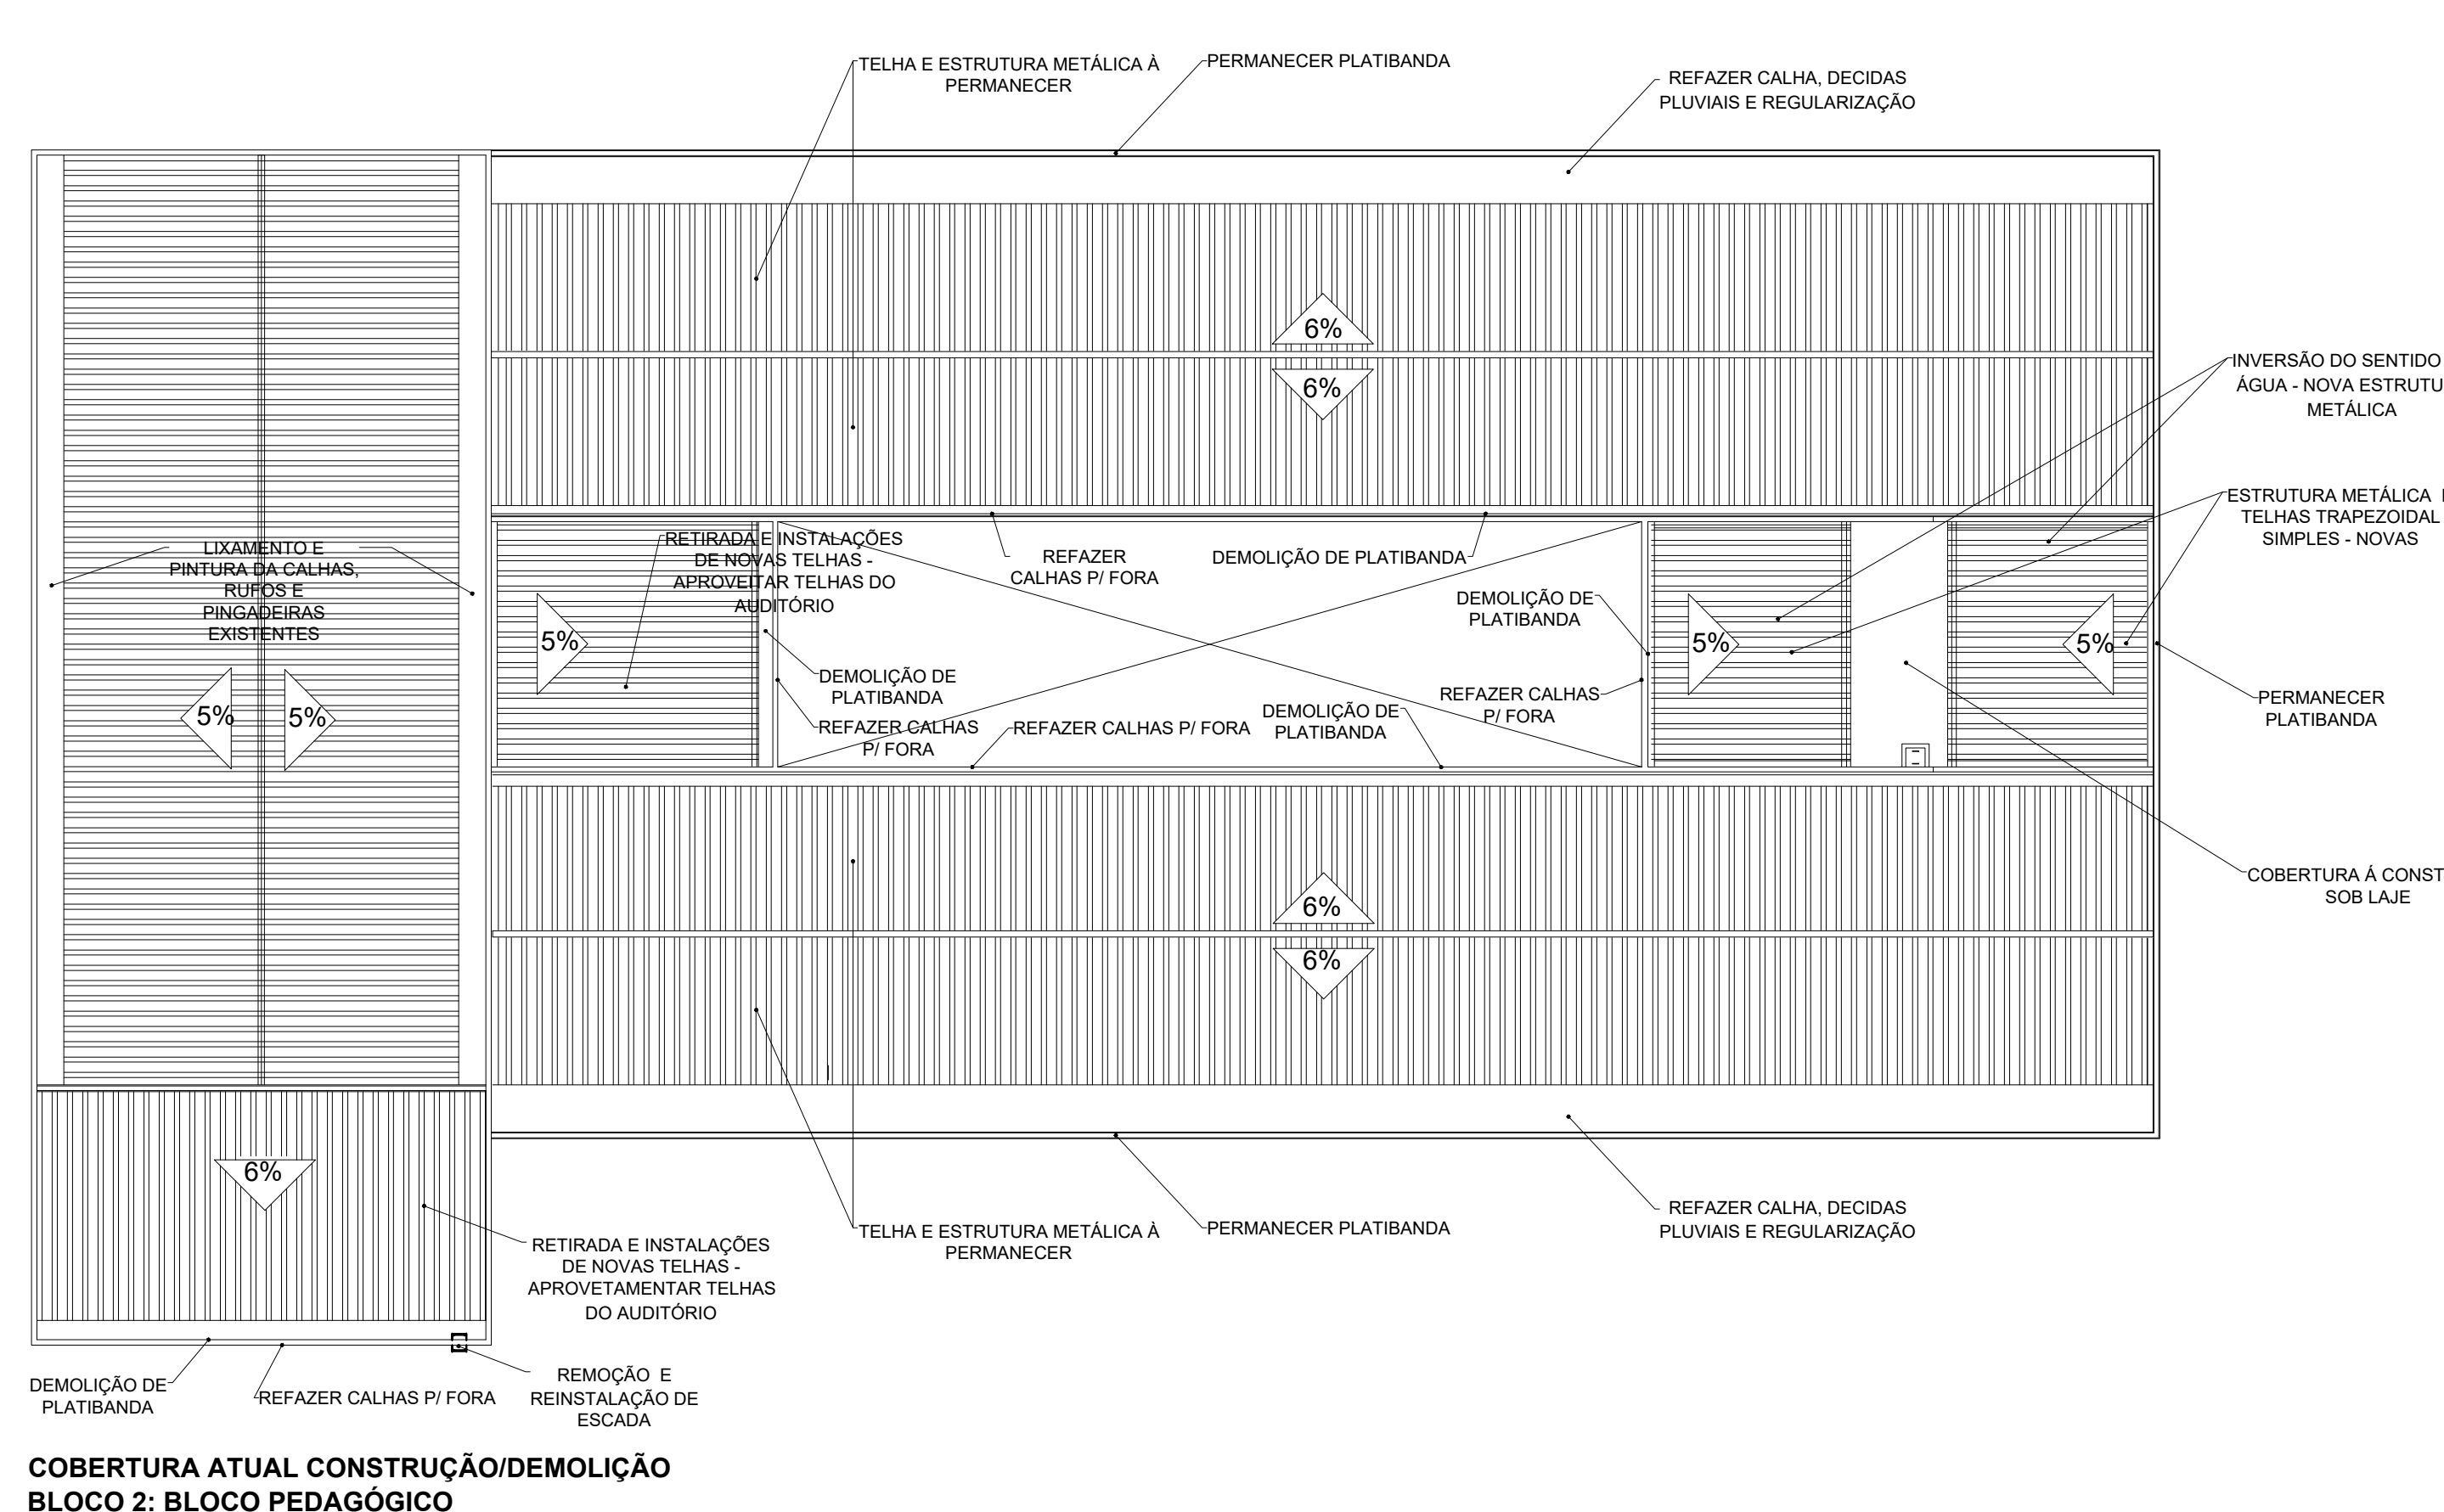 TELHA E ESTRUTURA METÁLICA À
PERMANECER
PERMANECER PLATIBANDA
REFAZER CALHA, DECIDAS
PLUVIAIS E REGULARIZAÇÃO
6%
6%
INVERSÃO DO SENTIDO
ÁGUA - NOVA ESTRUTU
METÁLICA
ESTRUTURA METÁLICA
TELHAS TRAPEZOIDAL
SIMPLES - NOVAS
LIXAMENTO E
PINTURA DA CALHAS,
RUFOS E
PINGADEIRAS
EXISTENTES
RETIRADA E INSTALAÇÕES
DE NOVAS TELHAS -
APROVEITAR TELHAS DO
AUDITÓRIO
REFAZER
CALHAS P/ FORA
DEMOLIÇÃO DE PLATIBANDA
DEMOLIÇÃO DE
PLATIBANDA
5%
5%
5%
DEMOLIÇÃO DE
PLATIBANDA
REFAZER CALHAS
P/ FORA
REFAZER CALHAS P/ FORA
DEMOLIÇÃO DE
PLATIBANDA
REFAZER CALHAS
P/ FORA
PERMANECER
PLATIBANDA
5%
5%
COBERTURA Á CONST
SOB LAJE
6%
6%
6%
TELHA E ESTRUTURA METÁLICA À
PERMANECER
PERMANECER PLATIBANDA
REFAZER CALHA, DECIDAS
PLUVIAIS E REGULARIZAÇÃO
RETIRADA E INSTALAÇÕES
DE NOVAS TELHAS -
APROVETAMENTAR TELHAS
DO AUDITÓRIO
DEMOLIÇÃO DE
PLATIBANDA
REFAZER CALHAS P/ FORA
REMOÇÃO E
REINSTALAÇÃO DE
ESCADA
COBERTURA ATUAL CONSTRUÇÃO/DEMOLIÇÃO
BLOCO 2: BLOCO PEDAGÓGICO